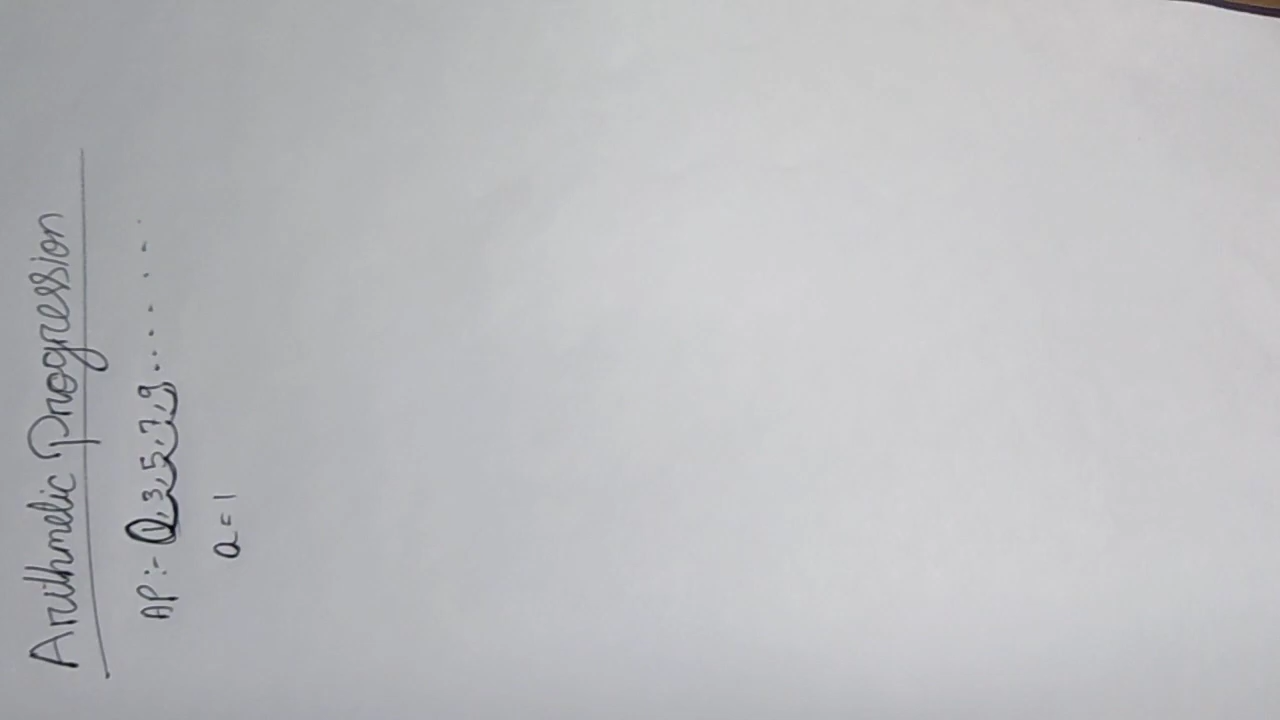 Arithmetic Progression
AP:- 1, 3, 5, 7, 9, .........
a = 1